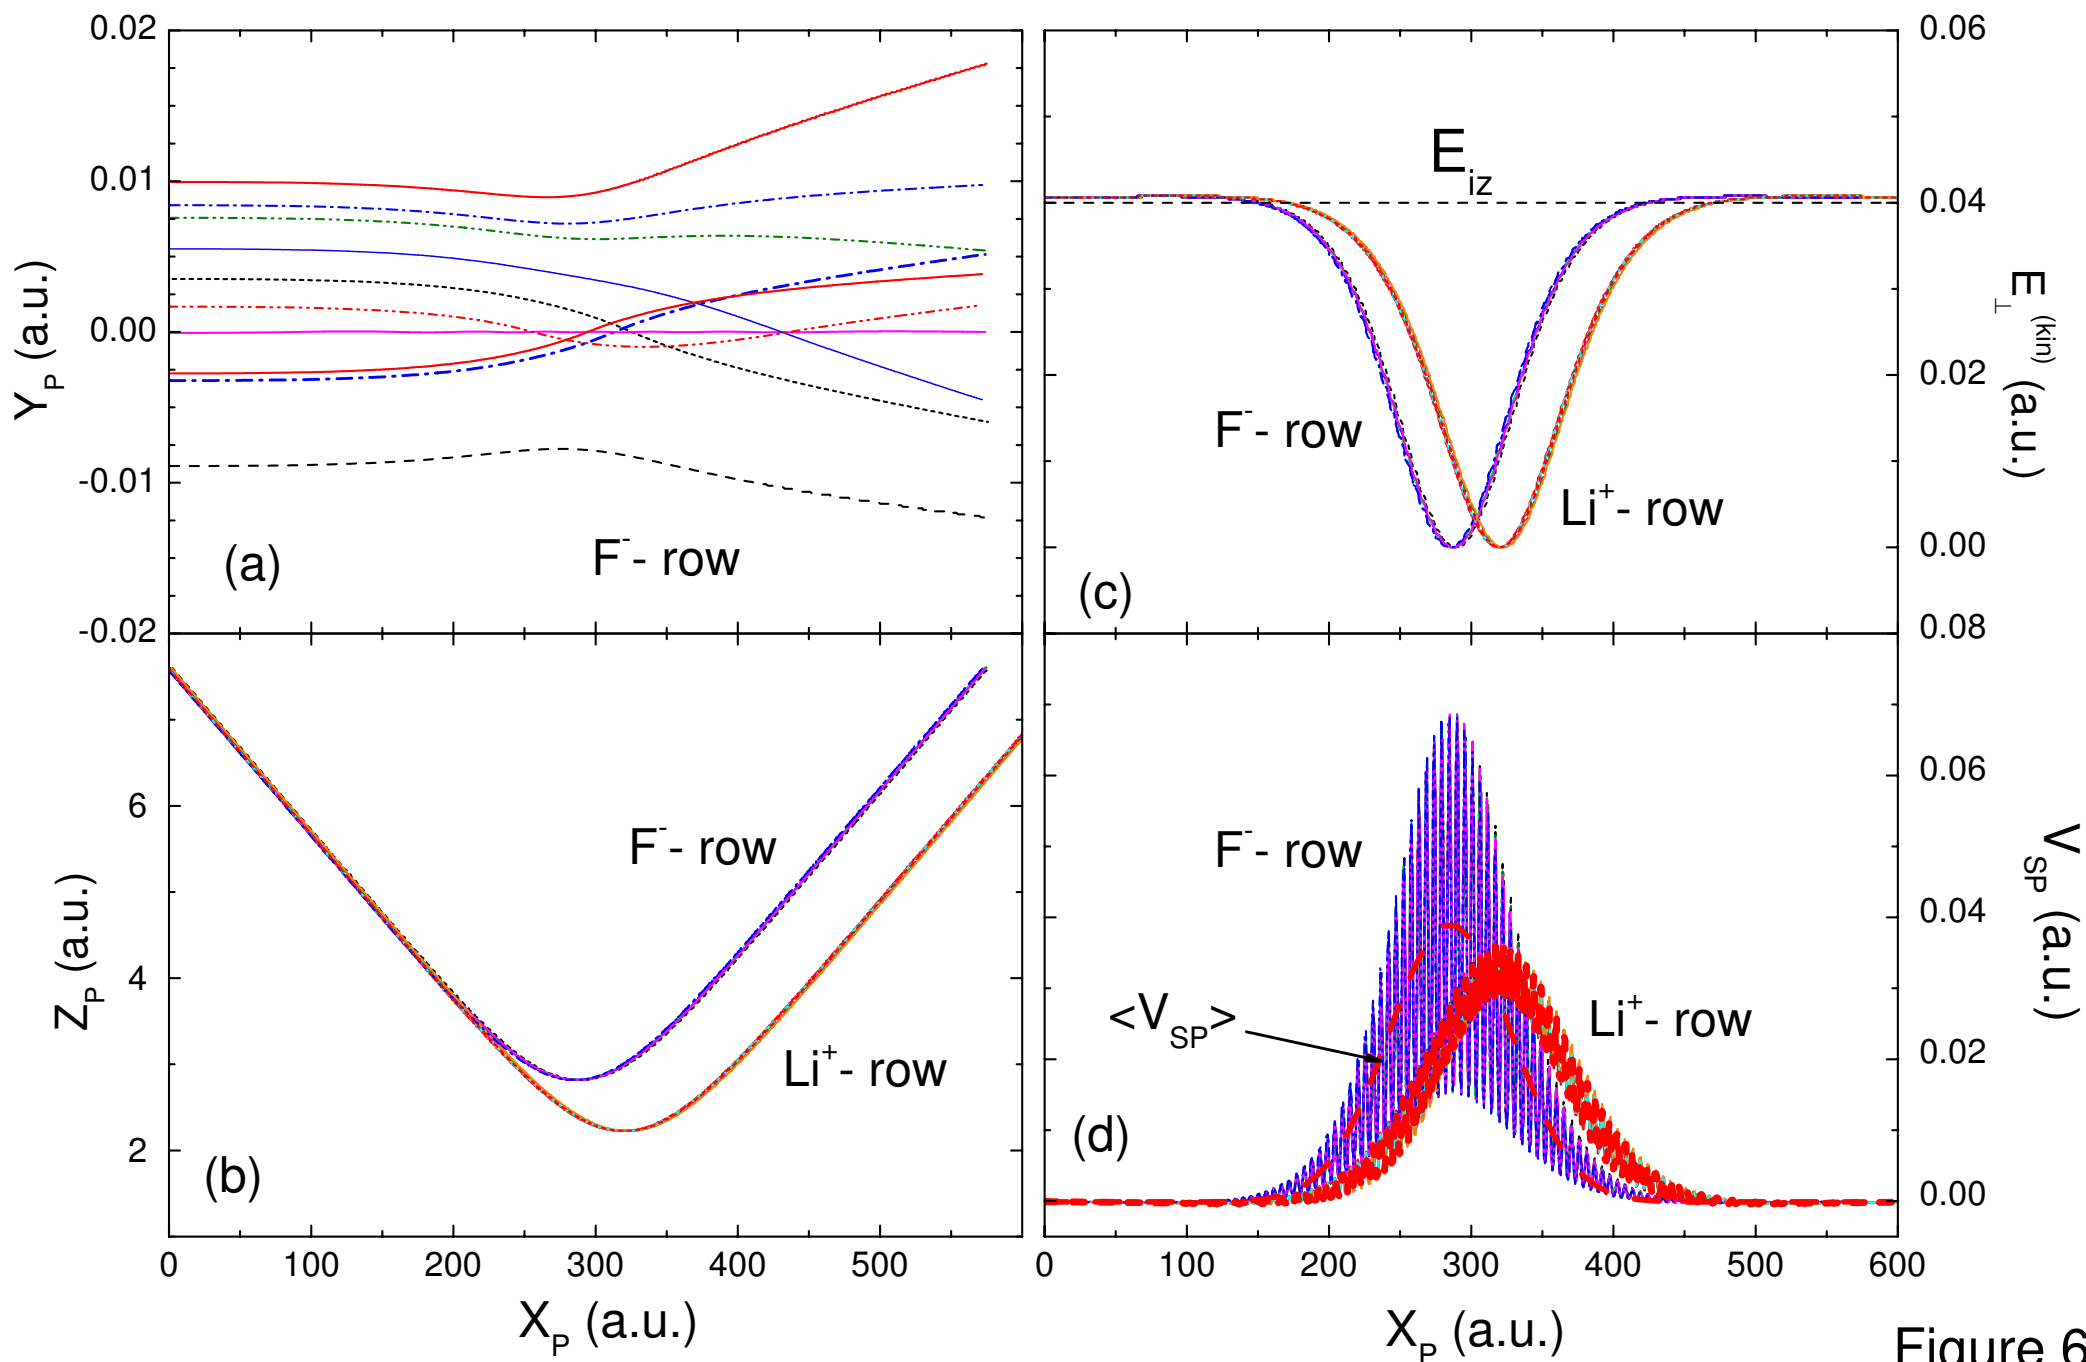 0.02
0.01
0.00
-0.01
-0.02
Y_P (a.u.)
(a)
F^- - row
6
4
2
Z_P (a.u.)
F^- - row
Li^+ - row
(b)
0 100 200 300 400 500
X_P (a.u.)
0.06
0.04
0.02
0.00
E_⊥^(kin) (a.u.)
E_iz
F^- - row
Li^+ - row
(c)
0.08
0.06
0.04
0.02
0.00
V_SP (a.u.)
F^- - row
<V_SP>
Li^+ - row
(d)
0 100 200 300 400 500 600
X_P (a.u.)
Figure 6